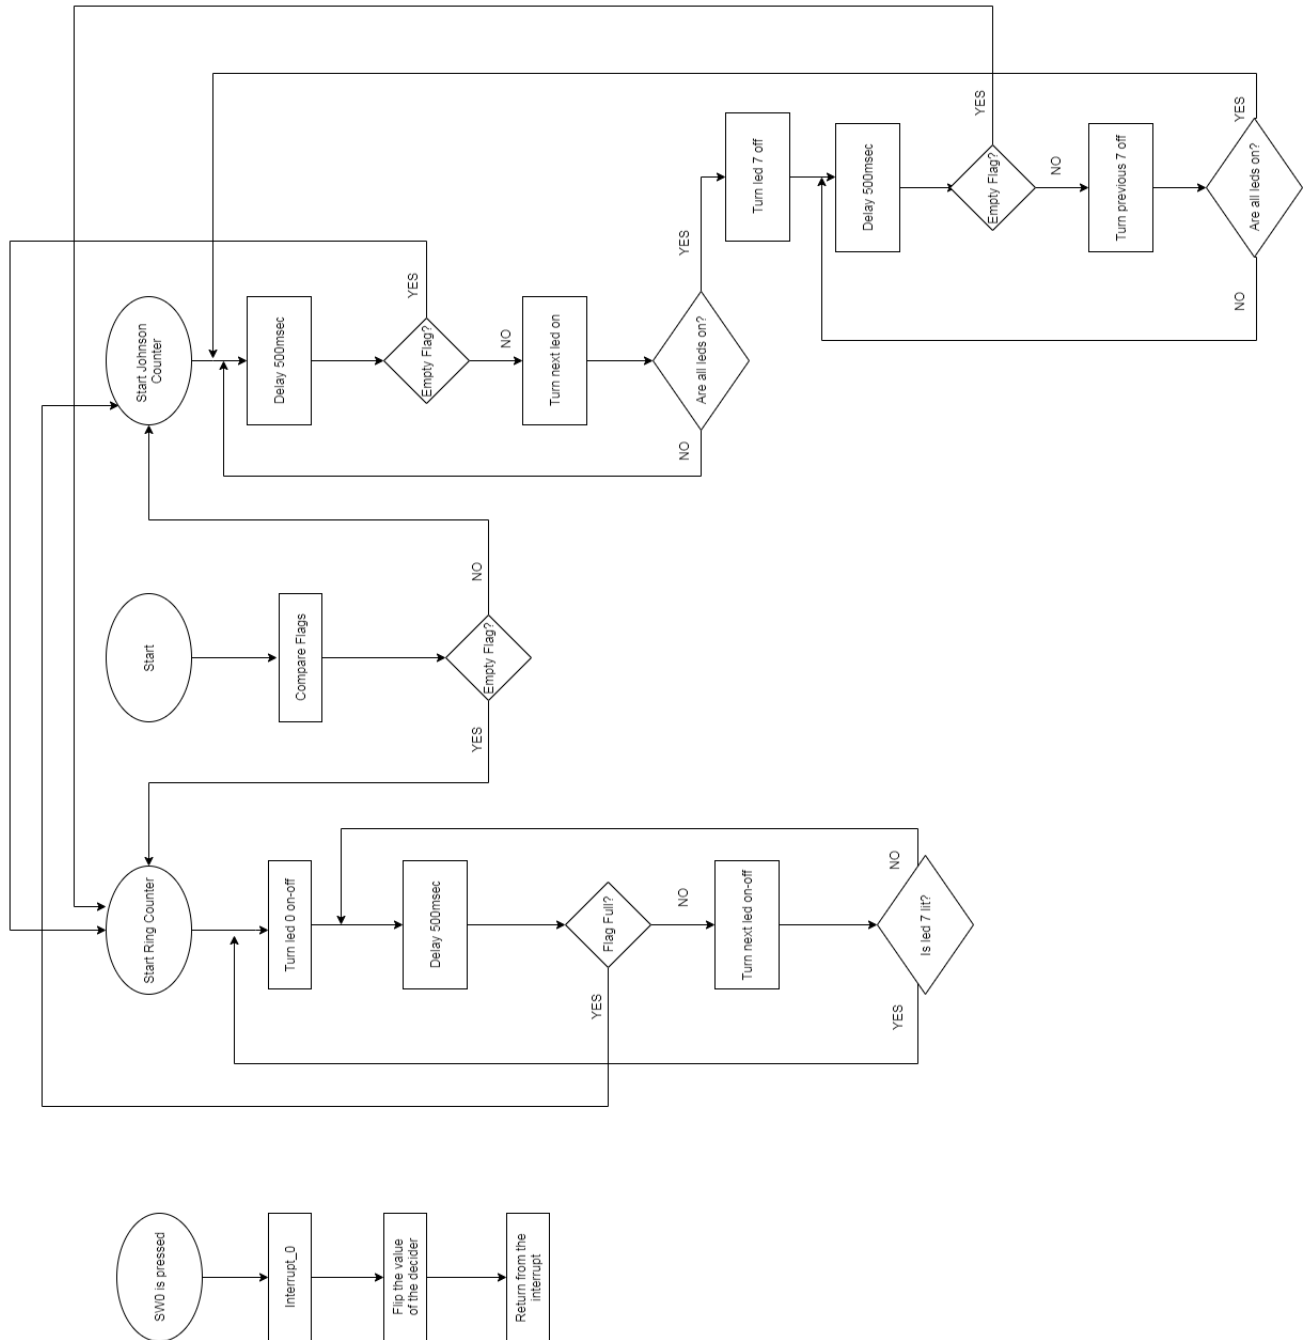 SW0 is pressed
Interrupt_0
Flip the value
of the decider
Return from the
interrupt
Start Ring Counter
Turn led 0 on-off
Delay 500msec
Flag Full?
YES
NO
Turn next led on-off
Is led 7 lit?
YES
NO
Start
Compare Flags
Empty Flag?
YES
NO
Start Johnson
Counter
Delay 500msec
Empty Flag?
YES
NO
Turn next led on
Are all leds on?
NO
YES
Turn led 7 off
Delay 500msec
Empty Flag?
YES
NO
Turn previous 7 off
Are all leds on?
YES
NO